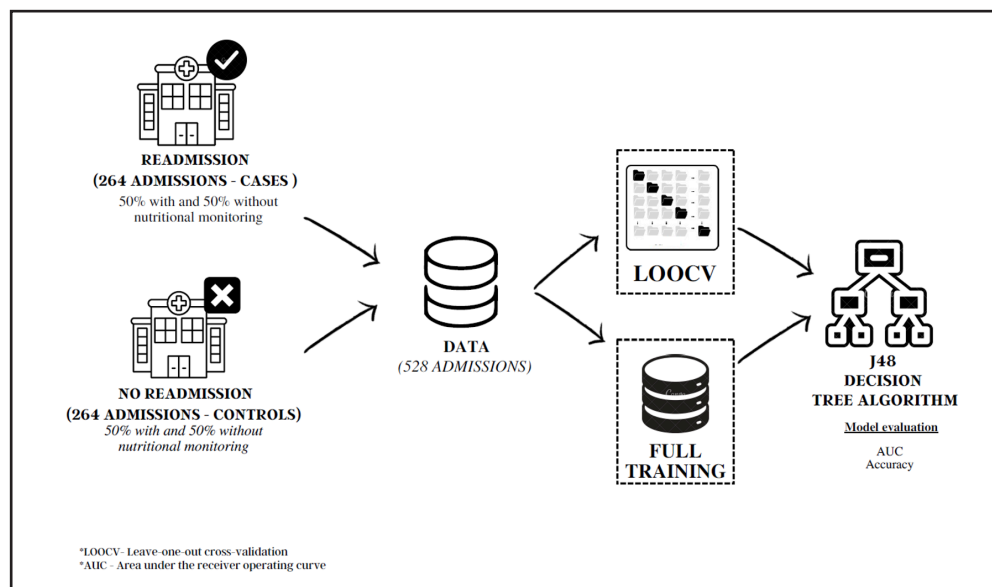 READMISSION
(264 ADMISSIONS - CASES )
50% with and 50% without
nutritional monitoring
NO READMISSION
(264 ADMISSIONS - CONTROLS)
50% with and 50% without
nutritional monitoring
DATA
(528 ADMISSIONS)
LOOCV
FULL
TRAINING
J48
DECISION
TREE ALGORITHM
Model evaluation
AUC
Accuracy
*LOOCV- Leave-one-out cross-validation
*AUC - Area under the receiver operating curve